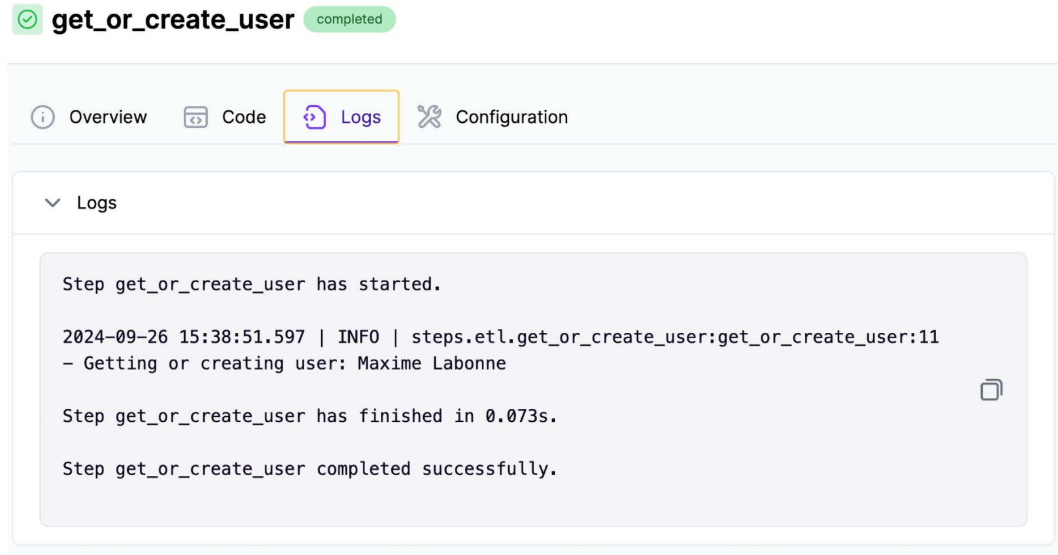 get_or_create_user completed
Overview Code Logs Configuration
Logs
Step get_or_create_user has started.
2024-09-26 15:38:51.597 | INFO | steps.etl.get_or_create_user:get_or_create_user:11
- Getting or creating user: Maxime Labonne
Step get_or_create_user has finished in 0.073s.
Step get_or_create_user completed successfully.